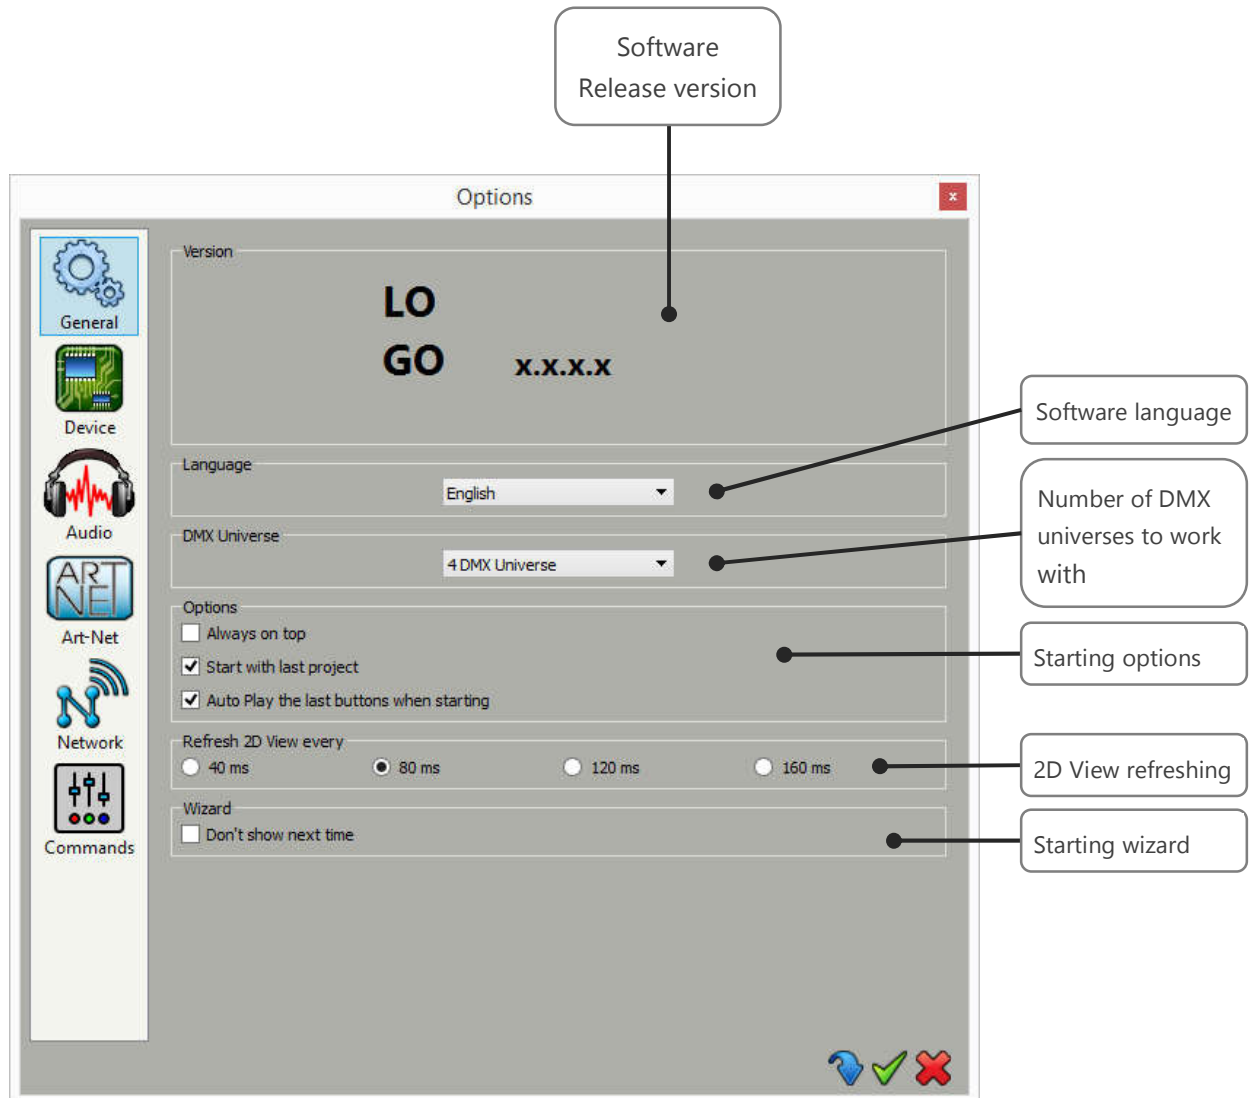 Software
Release version
Options
x
General
Device
Audio
ART
NET
Art-Net
Network
Commands
Version
LO
GO x.x.x.x
Language
English
DMX Universe
4 DMX Universe
Options
Always on top
Start with last project
Auto Play the last buttons when starting
Refresh 2D View every
40 ms 80 ms 120 ms 160 ms
Wizard
Don't show next time
Software language
Number of DMX
universes to work
with
Starting options
2D View refreshing
Starting wizard